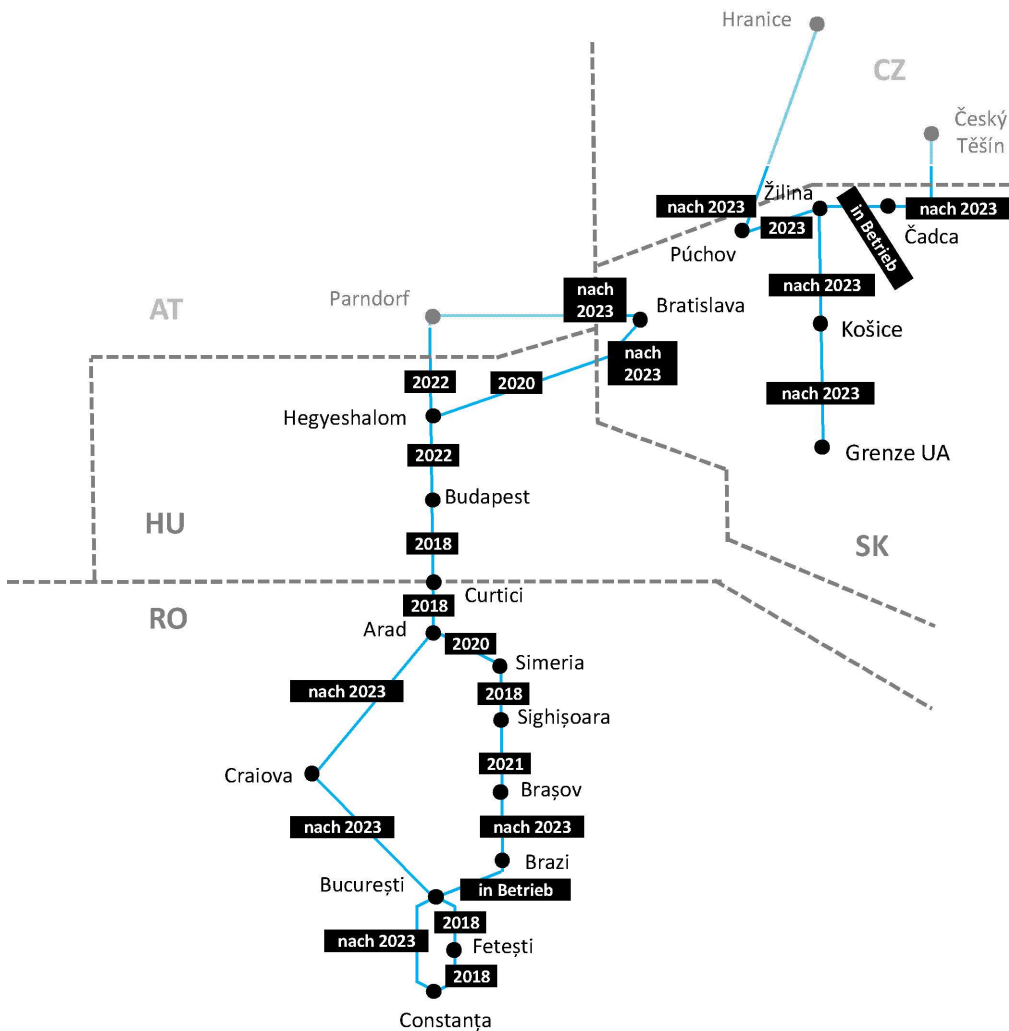 Hranice
CZ
Český
Těšín
nach 2023
Žilina
in Betrieb
nach 2023
2023
Púchov
Čadca
nach 2023
AT
Parndorf
nach
2023
Bratislava
Košice
nach
2023
2022
2020
nach 2023
Hegyeshalom
2022
Grenze UA
Budapest
HU
2018
SK
Curtici
RO
2018
Arad
2020
Simeria
nach 2023
2018
Sighișoara
2021
Craiova
Brașov
nach 2023
nach 2023
Brazi
București
in Betrieb
2018
nach 2023
Fetești
2018
Constanța